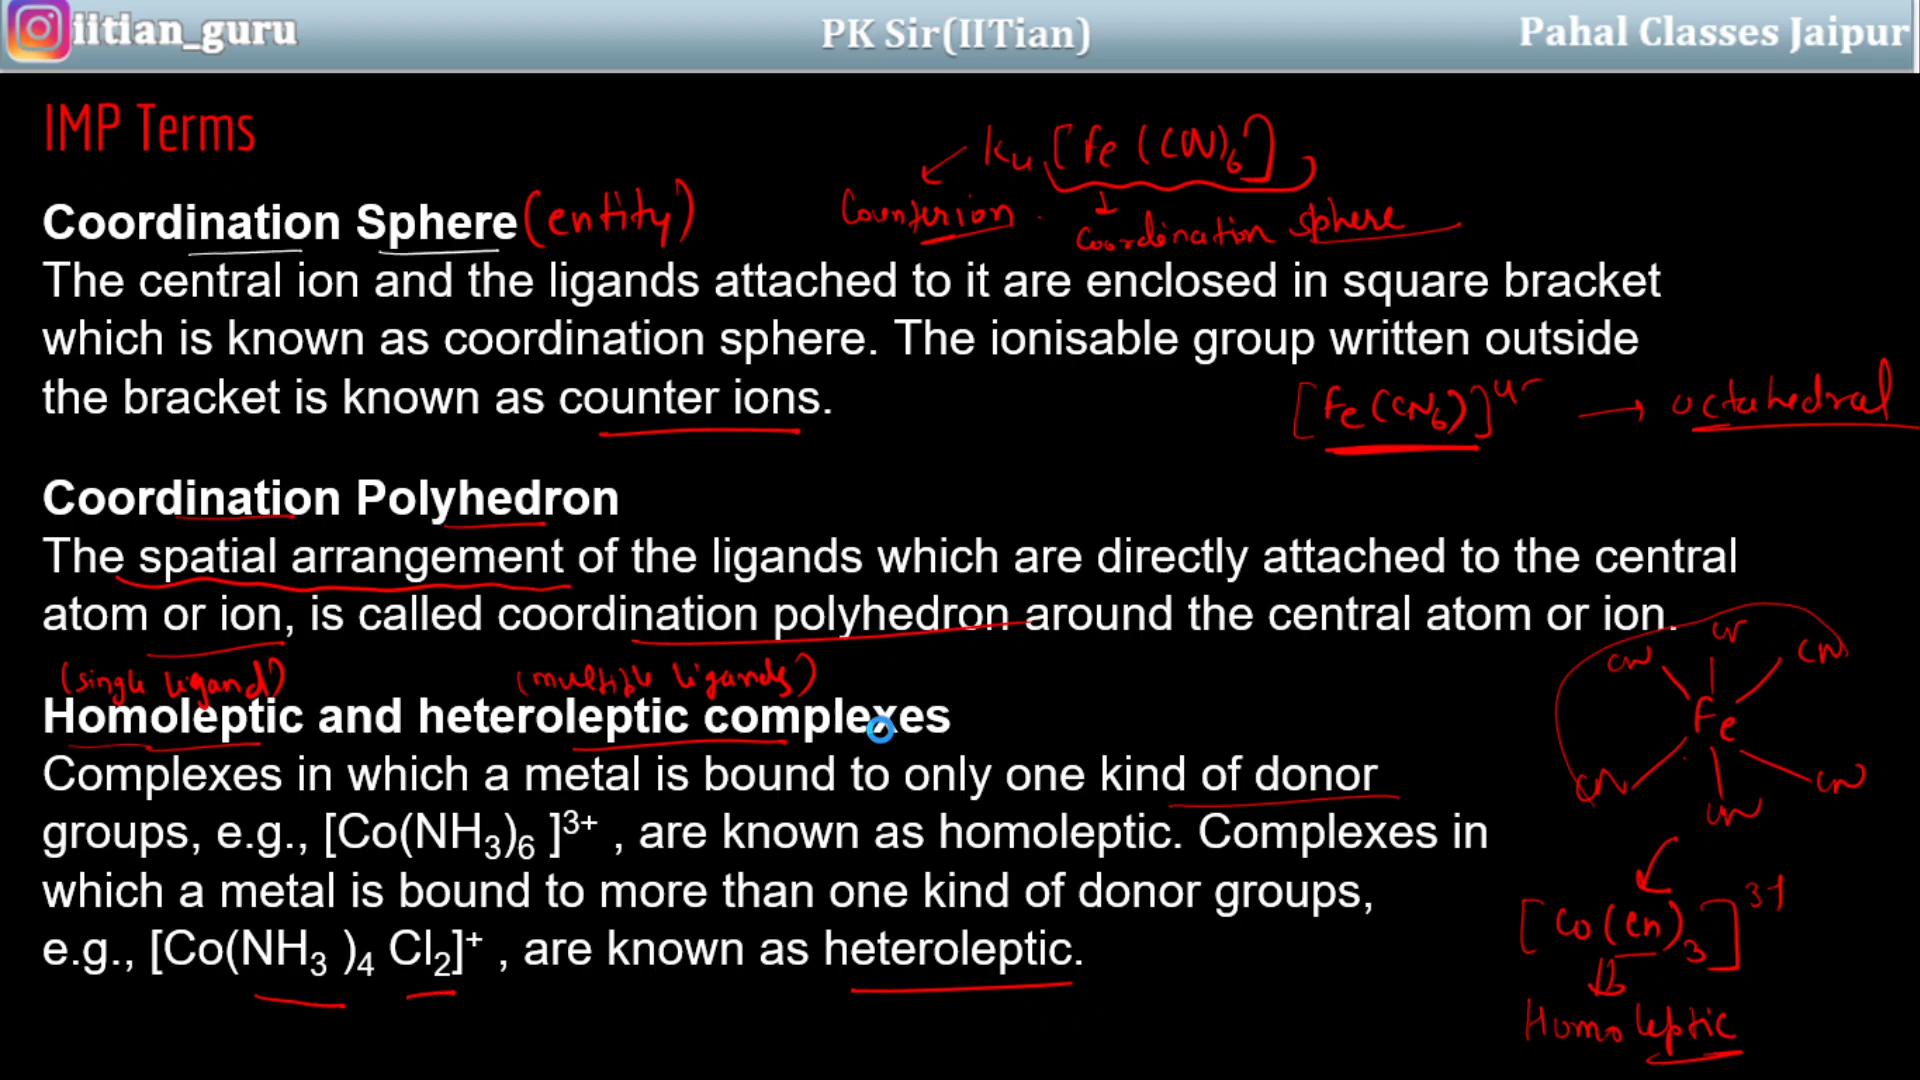 iitian_guru PK Sir(IITian) Pahal Classes Jaipur
IMP Terms
K₄[Fe(CN)₆]
Coordination Sphere (entity)
Counterion
Coordination sphere
The central ion and the ligands attached to it are enclosed in square bracket
which is known as coordination sphere. The ionisable group written outside
the bracket is known as counter ions.
[Fe(CN₆)]⁴⁻ → octahedral
Coordination Polyhedron
The spatial arrangement of the ligands which are directly attached to the central
atom or ion, is called coordination polyhedron around the central atom or ion.
(single ligand) (multiple ligands)
CN CN CN
Homoleptic and heteroleptic complexes
Fe
Complexes in which a metal is bound to only one kind of donor
CN CN CN
groups, e.g., [Co(NH₃)₆ ]³⁺ , are known as homoleptic. Complexes in
which a metal is bound to more than one kind of donor groups,
[Co(en)₃]³⁺
e.g., [Co(NH₃ )₄ Cl₂]⁺ , are known as heteroleptic.
Homoleptic